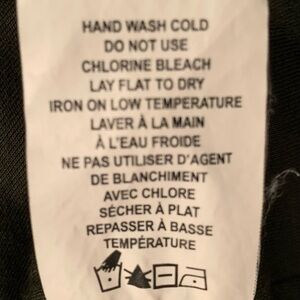 HAND WASH COLD
DO NOT USE
CHLORINE BLEACH
LAY FLAT TO DRY
IRON ON LOW TEMPERATURE
LAVER À LA MAIN
À L'EAU FROIDE
NE PAS UTILISER D'AGENT
DE BLANCHIMENT
AVEC CHLORE
SÉCHER À PLAT
REPASSER À BASSE
TEMPÉRATURE